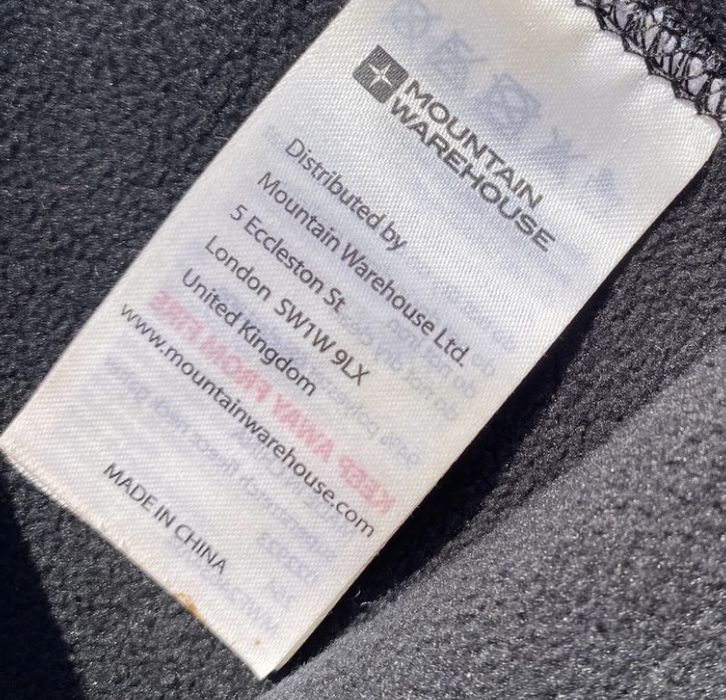 MOUNTAIN
WAREHOUSE
Distributed by
Mountain Warehouse Ltd.
5 Eccleston St
London SW1W 9LX
United Kingdom
www.mountainwarehouse.com
KEEP AWAY FROM FIRE
MADE IN CHINA